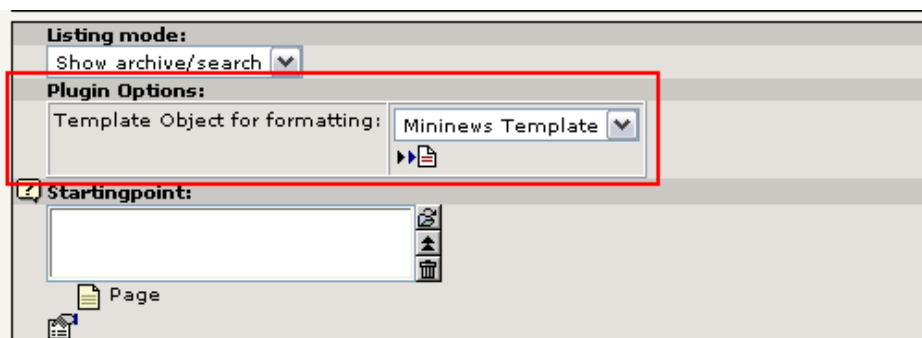 Listing mode:
Show archive/search
Plugin Options:
Template Object for formatting: Mininews Template
Startingpoint:
Page